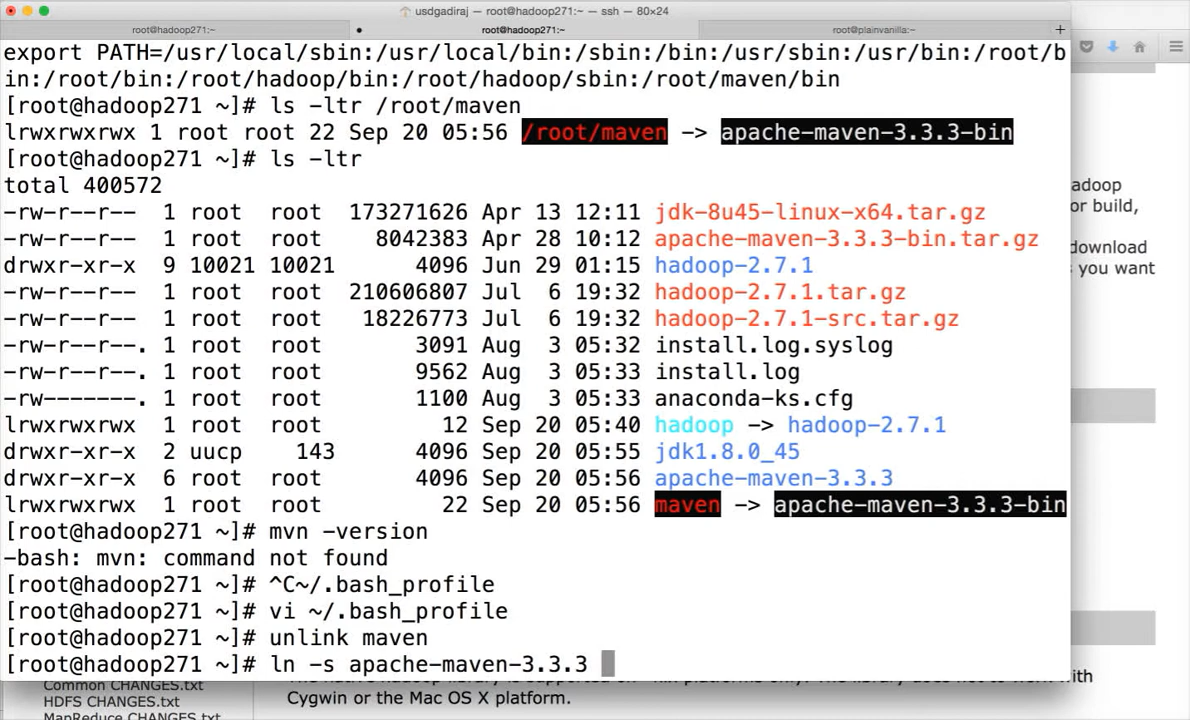 usdgadiraj — root@hadoop271:~ — ssh — 80×24
root@hadoop271:~
root@hadoop271:~
root@plainvanilla:~
export PATH=/usr/local/sbin:/usr/local/bin:/sbin:/bin:/usr/sbin:/usr/bin:/root/b
in:/root/bin:/root/hadoop/bin:/root/hadoop/sbin:/root/maven/bin
[root@hadoop271 ~]# ls -ltr /root/maven
lrwxrwxrwx 1 root root 22 Sep 20 05:56 /root/maven -> apache-maven-3.3.3-bin
[root@hadoop271 ~]# ls -ltr
total 400572
-rw-r--r-- 1 root root 173271626 Apr 13 12:11 jdk-8u45-linux-x64.tar.gz
-rw-r--r-- 1 root root 8042383 Apr 28 10:12 apache-maven-3.3.3-bin.tar.gz
drwxr-xr-x 9 10021 10021 4096 Jun 29 01:15 hadoop-2.7.1
-rw-r--r-- 1 root root 210606807 Jul 6 19:32 hadoop-2.7.1.tar.gz
-rw-r--r-- 1 root root 18226773 Jul 6 19:32 hadoop-2.7.1-src.tar.gz
-rw-r--r--. 1 root root 3091 Aug 3 05:32 install.log.syslog
-rw-r--r--. 1 root root 9562 Aug 3 05:33 install.log
-rw-------. 1 root root 1100 Aug 3 05:33 anaconda-ks.cfg
lrwxrwxrwx 1 root root 12 Sep 20 05:40 hadoop -> hadoop-2.7.1
drwxr-xr-x 2 uucp 143 4096 Sep 20 05:55 jdk1.8.0_45
drwxr-xr-x 6 root root 4096 Sep 20 05:56 apache-maven-3.3.3
lrwxrwxrwx 1 root root 22 Sep 20 05:56 maven -> apache-maven-3.3.3-bin
[root@hadoop271 ~]# mvn -version
-bash: mvn: command not found
[root@hadoop271 ~]# ^C~/.bash_profile
[root@hadoop271 ~]# vi ~/.bash_profile
[root@hadoop271 ~]# unlink maven
[root@hadoop271 ~]# ln -s apache-maven-3.3.3
adoop
or build,
download
s you want
with
Common CHANGES.txt
Cygwin or the Mac OS X platform.
HDFS CHANGES.txt
MapReduce CHANGES.txt